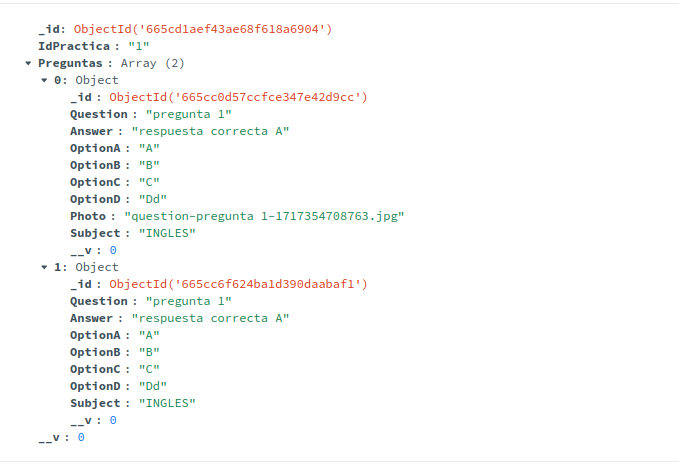 _id: ObjectId('665cd1aef43ae68f618a6904')
IdPractica : "1"
Preguntas : Array (2)
0: Object
_id : ObjectId('665cc0d57ccfce347e42d9cc')
Question : "pregunta 1"
Answer : "respuesta correcta A"
OptionA : "A"
OptionB : "B"
OptionC : "C"
OptionD : "Dd"
Photo : "question-pregunta 1-1717354708763.jpg"
Subject : "INGLES"
__v : 0
1: Object
_id : ObjectId('665cc6f624ba1d390daabaf1')
Question : "pregunta 1"
Answer : "respuesta correcta A"
OptionA : "A"
OptionB : "B"
OptionC : "C"
OptionD : "Dd"
Subject : "INGLES"
__v : 0
__v : 0